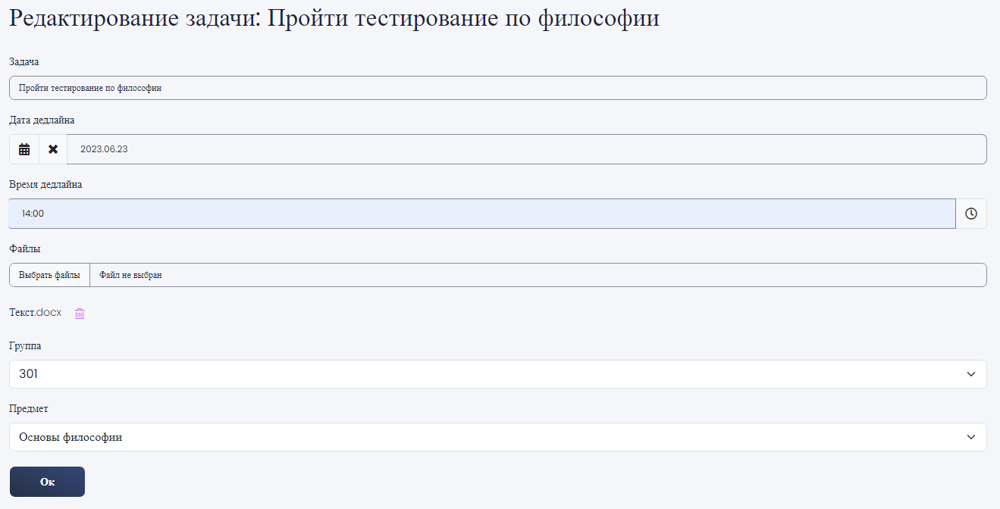 Редактирование задачи: Пройти тестирование по философии
Задача
Пройти тестирование по философии
Дата дедлайна
2023.06.23
Время дедлайна
14:00
Файлы
Выбрать файлы Файл не выбран
Текст.docx
Группа
301
Предмет
Основы философии
Ок